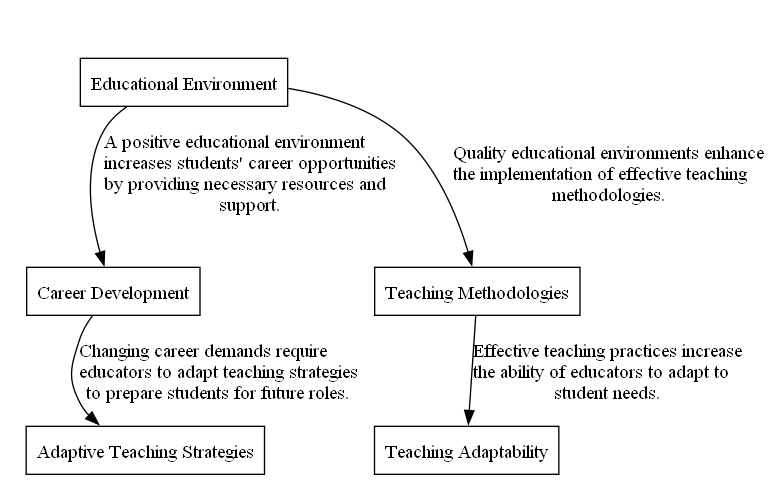 Educational Environment
A positive educational environment
increases students' career opportunities
by providing necessary resources and
support.
Quality educational environments enhance
the implementation of effective teaching
methodologies.
Career Development
Teaching Methodologies
Changing career demands require
educators to adapt teaching strategies
to prepare students for future roles.
Effective teaching practices increase
the ability of educators to adapt to
student needs.
Adaptive Teaching Strategies
Teaching Adaptability